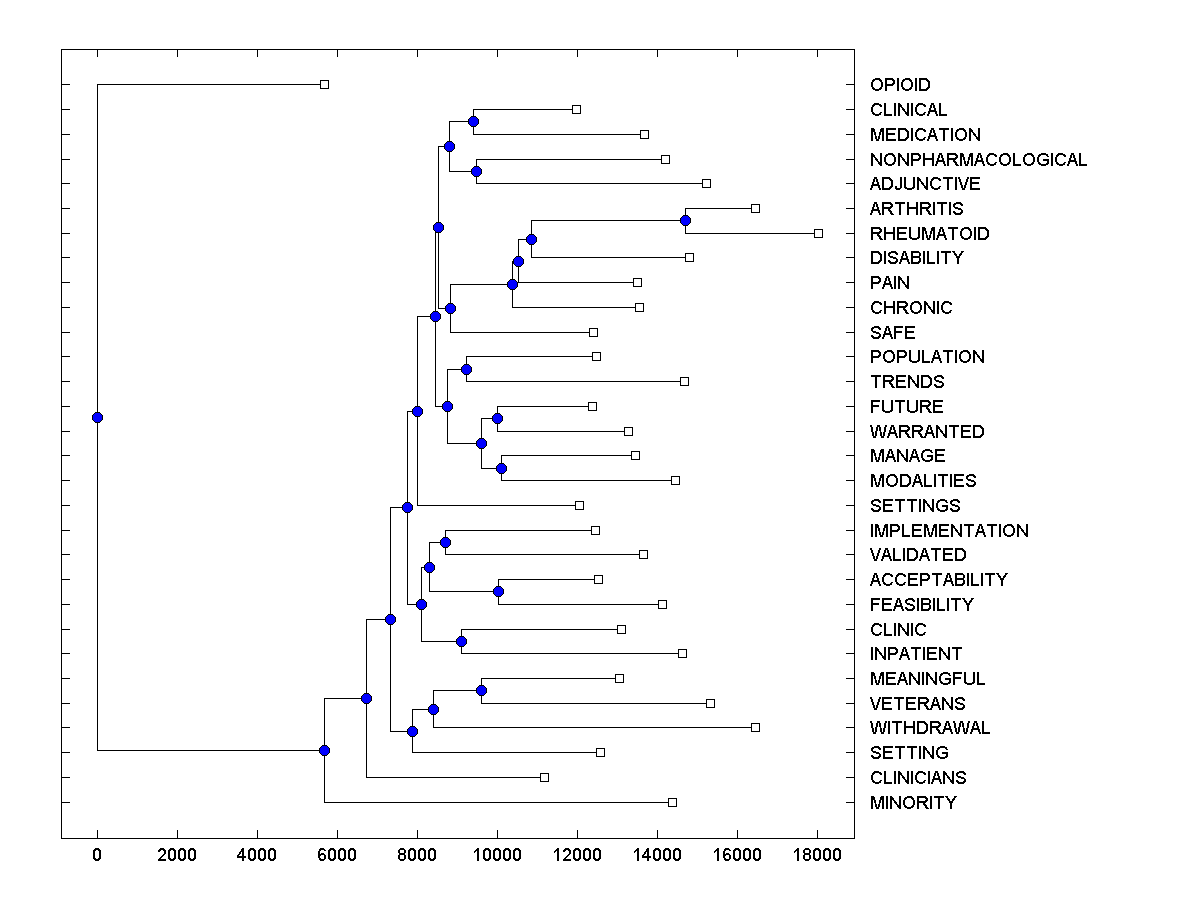 OPIOID
CLINICAL
MEDICATION
NONPHARMACOLOGICAL
ADJUNCTIVE
ARTHRITIS
RHEUMATOID
DISABILITY
PAIN
CHRONIC
SAFE
POPULATION
TRENDS
FUTURE
WARRANTED
MANAGE
MODALITIES
SETTINGS
IMPLEMENTATION
VALIDATED
ACCEPTABILITY
FEASIBILITY
CLINIC
INPATIENT
MEANINGFUL
VETERANS
WITHDRAWAL
SETTING
CLINICIANS
MINORITY
0 2000 4000 6000 8000 10000 12000 14000 16000 18000